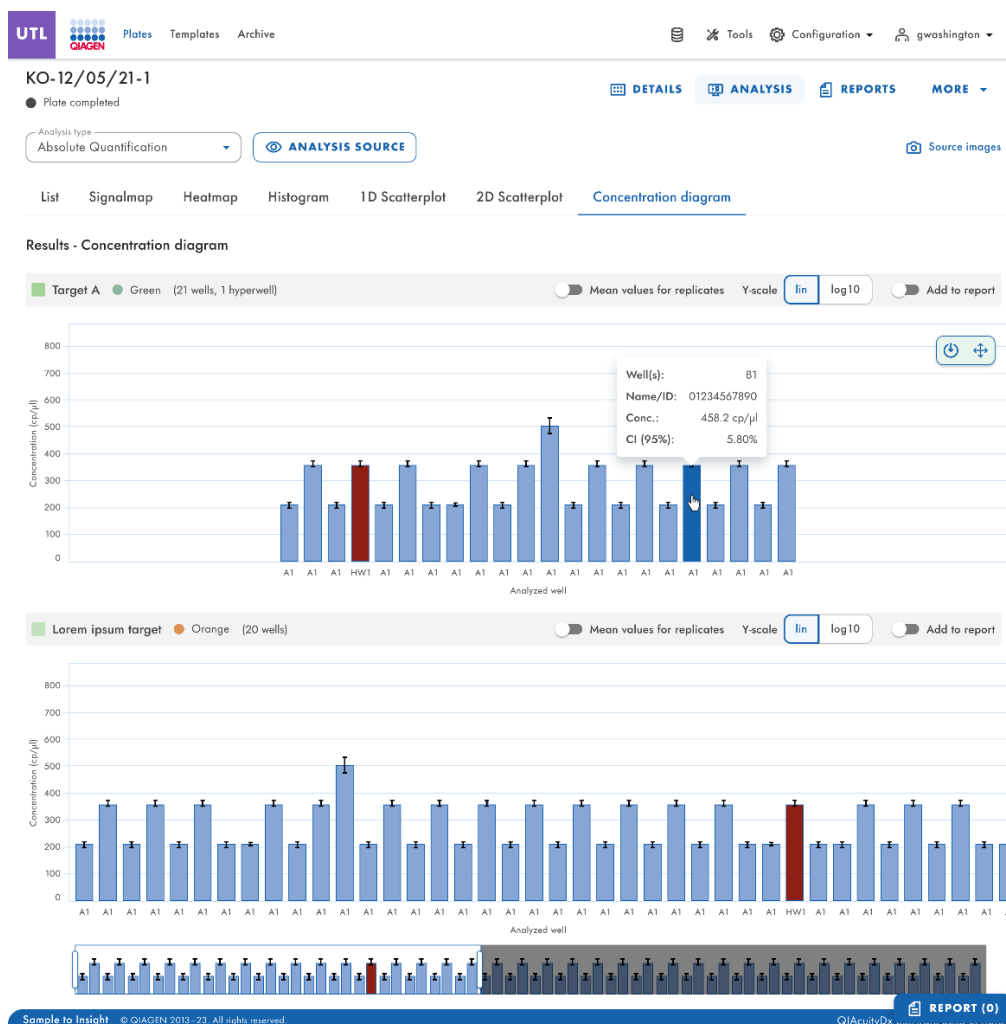 UTL
QIAGEN
Plates Templates Archive
Tools Configuration gwashington
KO-12/05/21-1
Plate completed
DETAILS ANALYSIS REPORTS MORE
Analysis type
Absolute Quantification
ANALYSIS SOURCE
Source images
List Signalmap Heatmap Histogram 1D Scatterplot 2D Scatterplot Concentration diagram
Results - Concentration diagram
Target A Green (21 wells, 1 hyperwell) Mean values for replicates Y-scale lin log10 Add to report
Concentration (cp/µl)
800
700
600
500
400
300
200
100
0
Well(s): B1
Name/ID: 01234567890
Conc.: 458.2 cp/µl
CI (95%): 5.80%
A1 A1 A1 HW1 A1 A1 A1 A1 A1 A1 A1 A1 A1 A1 A1 A1 A1 A1 A1 A1 A1 A1
Analyzed well
Lorem ipsum target Orange (20 wells) Mean values for replicates Y-scale lin log10 Add to report
Concentration (cp/µl)
800
700
600
500
400
300
200
100
0
A1 A1 A1 A1 A1 A1 A1 A1 A1 A1 A1 A1 A1 A1 A1 A1 A1 A1 A1 A1 A1 A1 A1 A1 A1 A1 A1 A1 A1 A1 HW1 A1 A1 A1 A1 A1 A1 A1 A1
Analyzed well
REPORT (0)
Sample to Insight © QIAGEN 2013–23. All rights reserved. QIAcuityDx